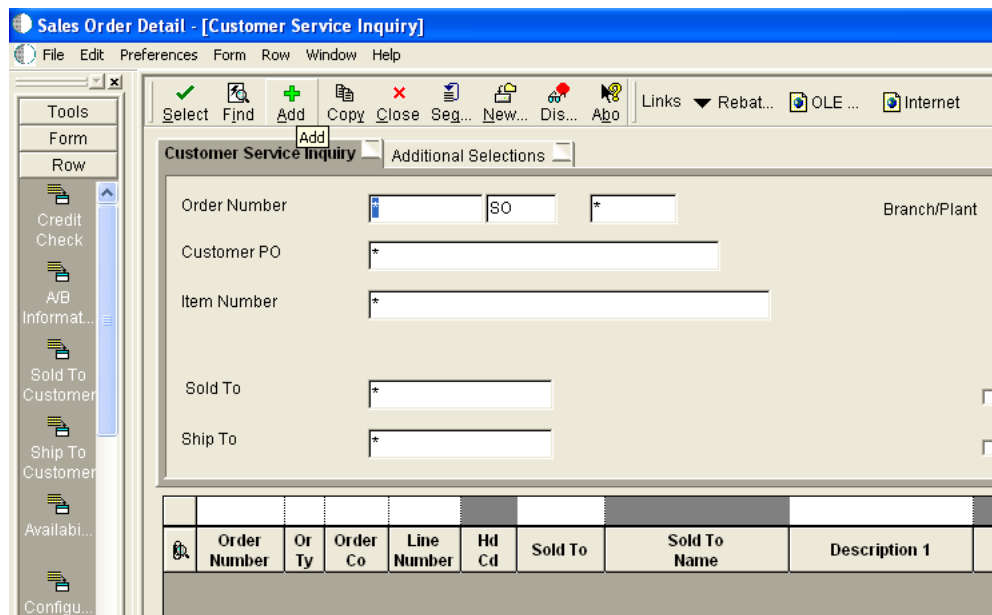 Sales Order Detail - [Customer Service Inquiry]
File Edit Preferences Form Row Window Help
Tools
Form
Row
Credit
Check
A/B
Informat...
Sold To
Customer
Ship To
Customer
Availabi...
Configu...
Select Find Add Copy Close Seq... New... Dis... Abo Links Rebat... OLE ... Internet
Add
Customer Service Inquiry Additional Selections
Order Number * SO * Branch/Plant
Customer PO *
Item Number *
Sold To *
Ship To *
Order Number Or Ty Order Co Line Number Hd Cd Sold To Sold To Name Description 1